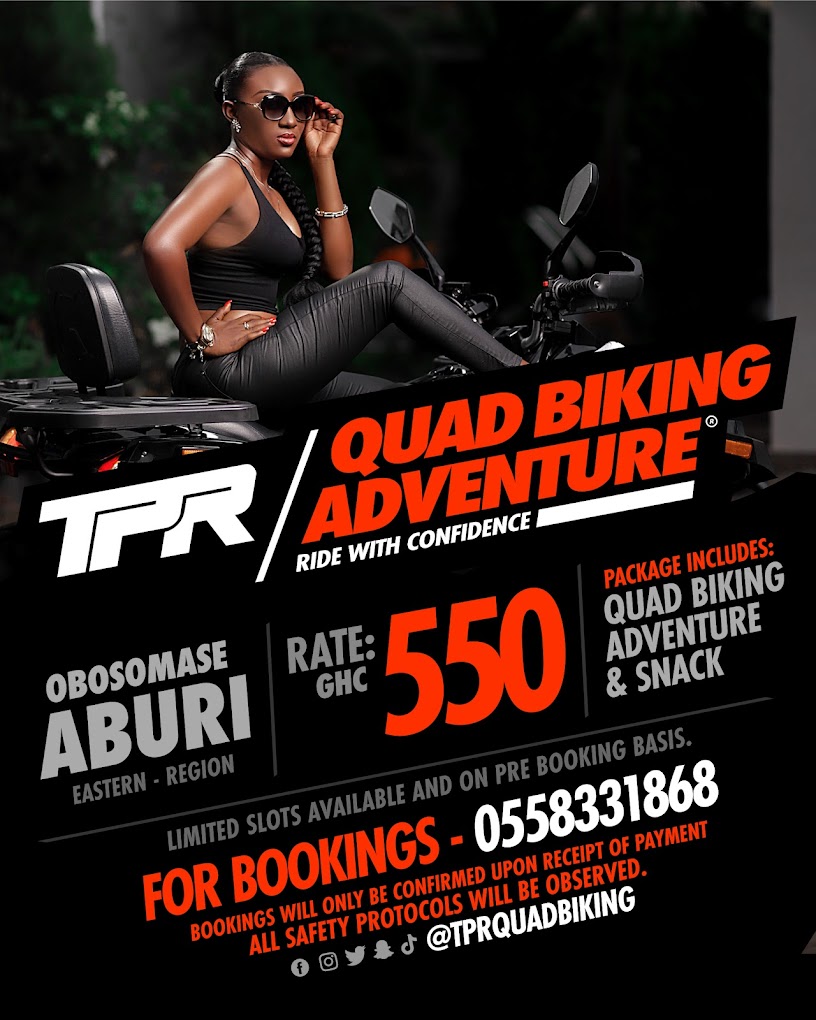 TPR
QUAD BIKING
ADVENTURE®
RIDE WITH CONFIDENCE
OBOSOMASE
ABURI
EASTERN - REGION
RATE:
GHC
550
PACKAGE INCLUDES:
QUAD BIKING
ADVENTURE
& SNACK
LIMITED SLOTS AVAILABLE AND ON PRE BOOKING BASIS.
FOR BOOKINGS - 0558331868
BOOKINGS WILL ONLY BE CONFIRMED UPON RECEIPT OF PAYMENT
ALL SAFETY PROTOCOLS WILL BE OBSERVED.
@TPRQUADBIKING